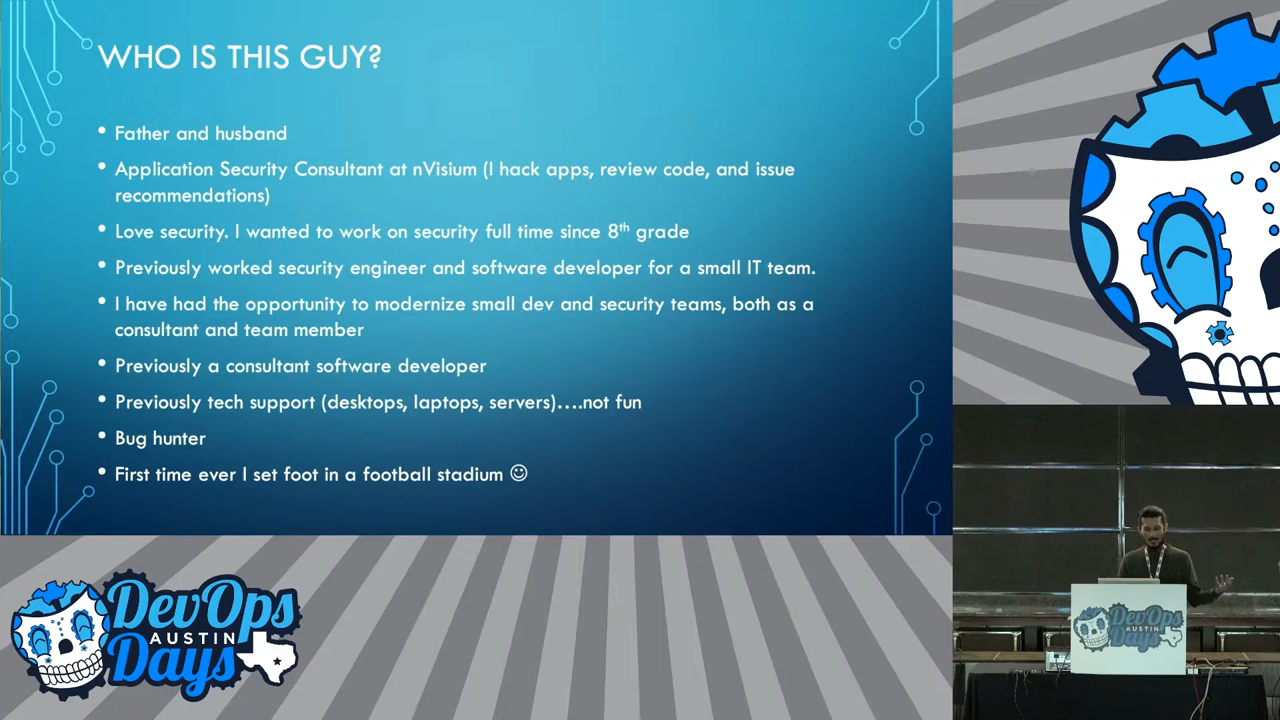 WHO IS THIS GUY?
• Father and husband
• Application Security Consultant at nVisium (I hack apps, review code, and issue
recommendations)
• Love security. I wanted to work on security full time since 8th grade
• Previously worked security engineer and software developer for a small IT team.
• I have had the opportunity to modernize small dev and security teams, both as a
consultant and team member
• Previously a consultant software developer
• Previously tech support (desktops, laptops, servers)....not fun
• Bug hunter
• First time ever I set foot in a football stadium ☺
DevOps
AUSTIN
Days
DevOps
AUSTIN
Days